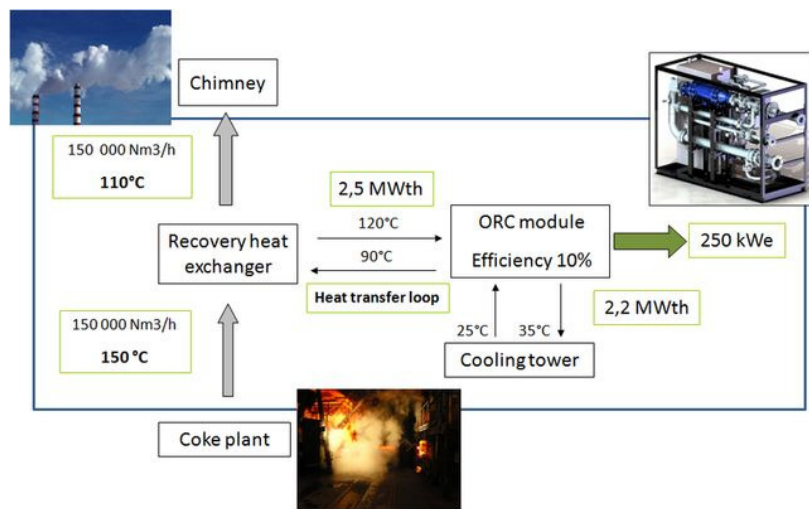 Chimney
150 000 Nm3/h
110°C
2,5 MWth
120°C
90°C
Recovery heat
exchanger
ORC module
Efficiency 10%
250 kWe
Heat transfer loop
2,2 MWth
150 000 Nm3/h
150 °C
25°C
35°C
Cooling tower
Coke plant